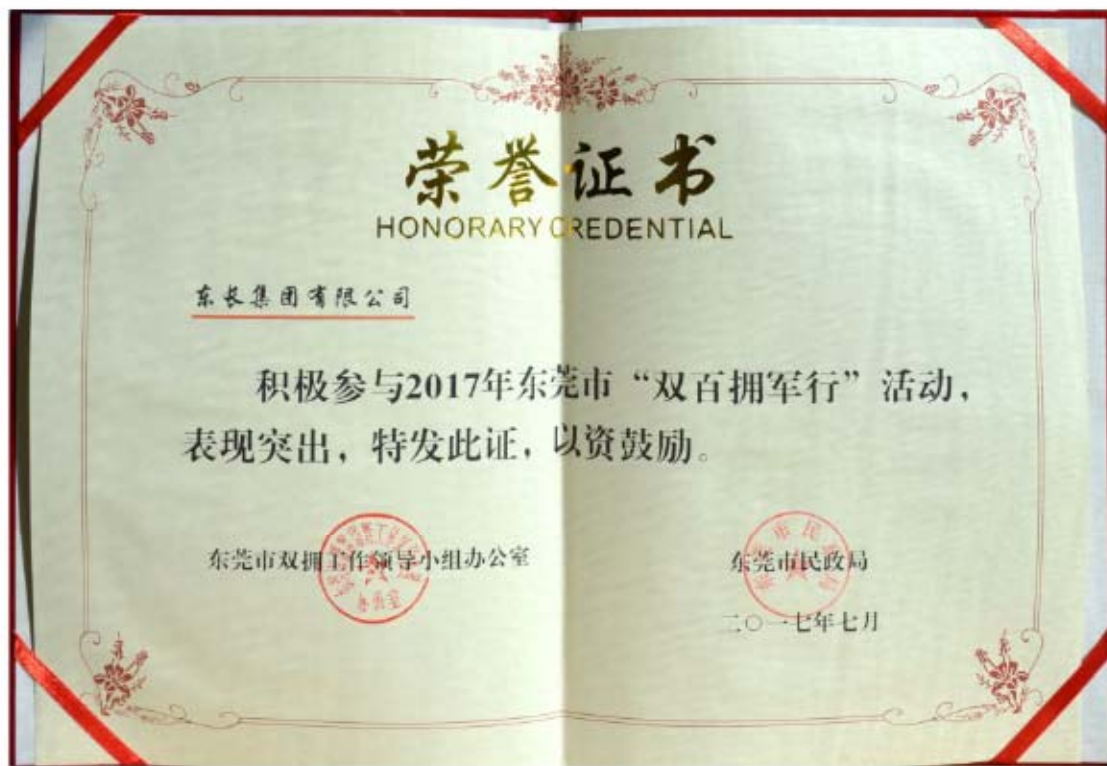 荣誉证书
HONORARY CREDENTIAL
东长集团有限公司
积极参与2017年东莞市“双百拥军行”活动，
表现突出，特发此证，以资鼓励。
东莞市双拥工作领导小组办公室
东莞市民政局
二〇一七年七月